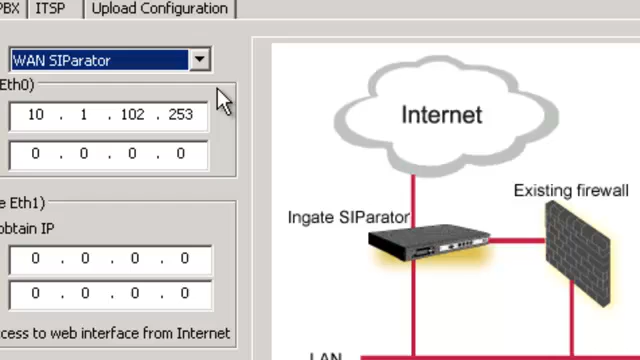 PBX ITSP Upload Configuration
WAN SIParator
Eth0)
10 . 1 . 102 . 253
0 . 0 . 0 . 0
e Eth1)
obtain IP
0 . 0 . 0 . 0
0 . 0 . 0 . 0
ccess to web interface from Internet
Internet
Existing firewall
Ingate SIParator
LAN